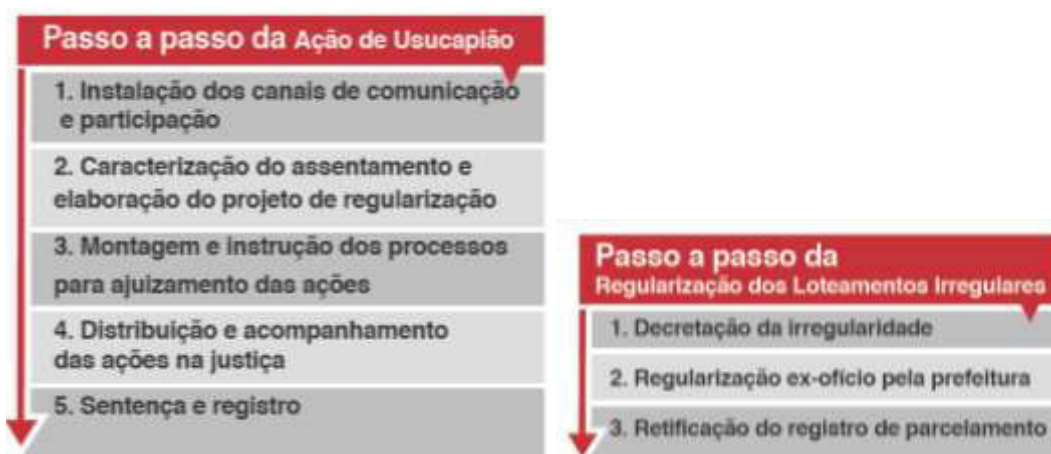 Passo a passo da Ação de Usucapião
1. Instalação dos canais de comunicação
e participação
2. Caracterização do assentamento e
elaboração do projeto de regularização
3. Montagem e instrução dos processos
para ajuizamento das ações
4. Distribuição e acompanhamento
das ações na justiça
5. Sentença e registro
Passo a passo da
Regularização dos Loteamentos Irregulares
1. Decretação da irregularidade
2. Regularização ex-ofício pela prefeitura
3. Retificação do registro de parcelamento